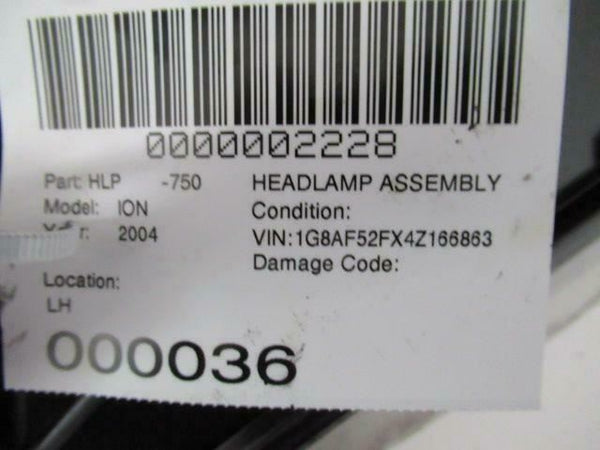 0000002228
Part: HLP -750 HEADLAMP ASSEMBLY
Model: ION Condition:
2004 VIN:1G8AF52FX4Z166863
Damage Code:
Location:
LH
000036